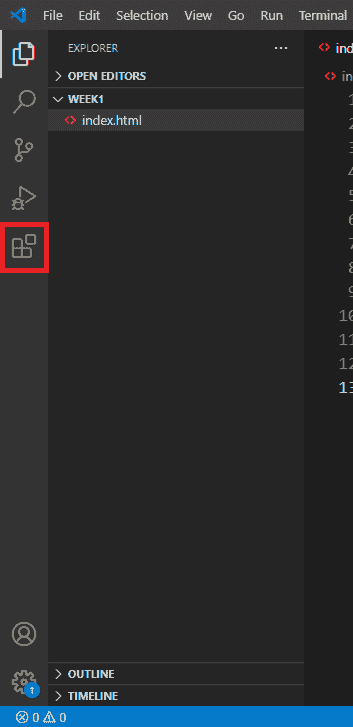 File Edit Selection View Go Run Terminal
EXPLORER ···
OPEN EDITORS
WEEK1
<> index.html
<> ind
<> in
1
2
3
4
5
6
7
8
9
10
11
12
13
1
OUTLINE
TIMELINE
0 0